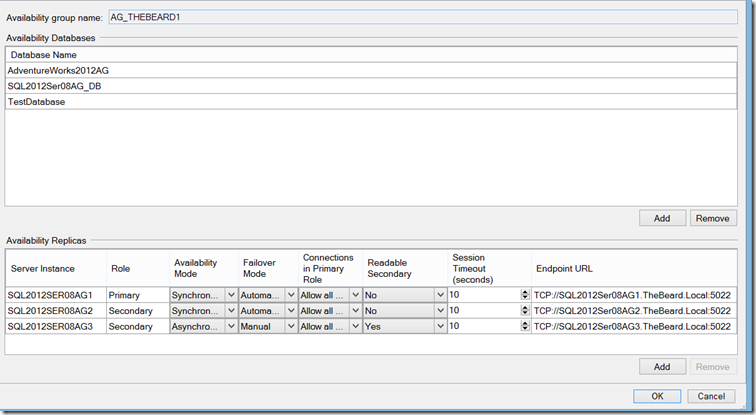 Availability group name: AG_THEBEARD1
Availability Databases
Database Name
AdventureWorks2012AG
SQL2012Ser08AG_DB
TestDatabase
Add Remove
Availability Replicas
Server Instance Role Availability Mode Failover Mode Connections in Primary Role Readable Secondary Session Timeout (seconds) Endpoint URL
SQL2012SER08AG1 Primary Synchron... Automa... Allow all ... No 10 TCP://SQL2012Ser08AG1.TheBeard.Local:5022
SQL2012SER08AG2 Secondary Synchron... Automa... Allow all ... No 10 TCP://SQL2012Ser08AG2.TheBeard.Local:5022
SQL2012SER08AG3 Secondary Asynchro... Manual Allow all ... Yes 10 TCP://SQL2012Ser08AG3.TheBeard.Local:5022
Add Remove
OK Cancel